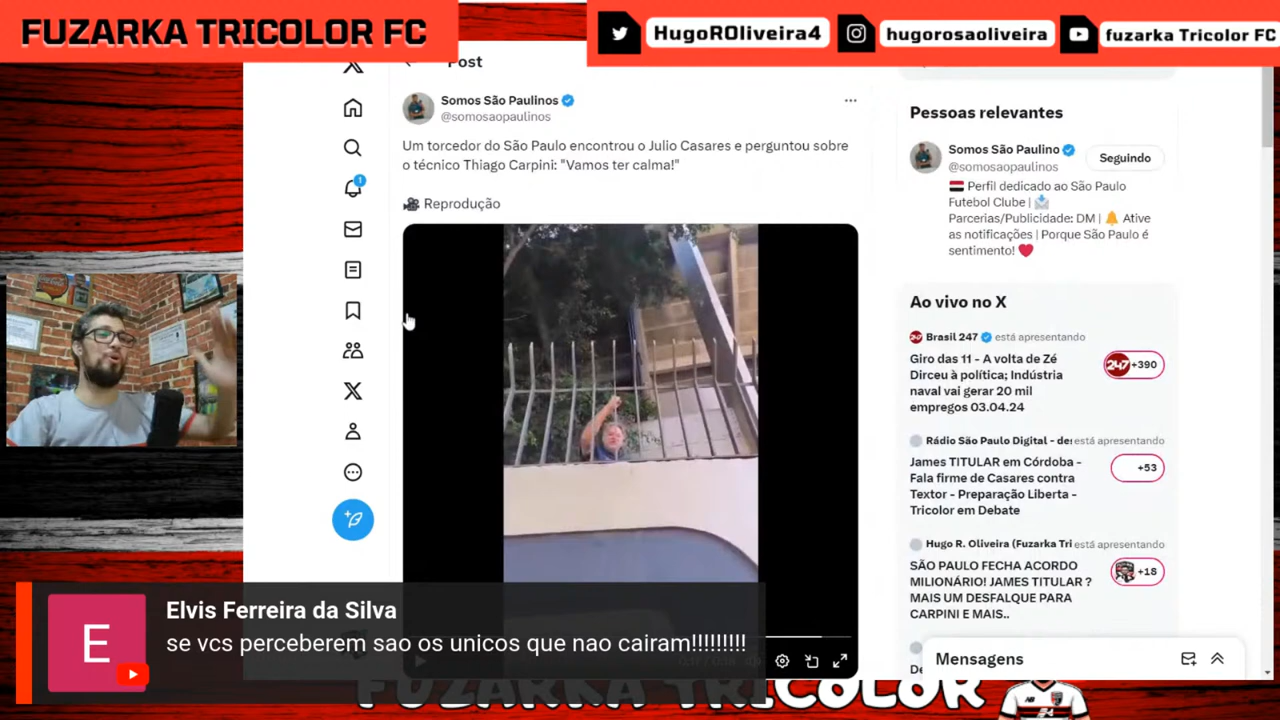 FUZARKA TRICOLOR FC
HugoROliveira4
hugorosaoliveira
fuzarka Tricolor FC
Post
Somos São Paulinos
@somosaopaulinos
Um torcedor do São Paulo encontrou o Julio Casares e perguntou sobre
o técnico Thiago Carpini: "Vamos ter calma!"
Reprodução
Pessoas relevantes
Somos São Paulino
@somosaopaulinos
Seguindo
Perfil dedicado ao São Paulo
Futebol Clube |
Parcerias/Publicidade: DM | Ative
as notificações | Porque São Paulo é
sentimento!
Ao vivo no X
Brasil 247 está apresentando
Giro das 11 - A volta de Zé
Dirceu à política; Indústria
naval vai gerar 20 mil
empregos 03.04.24
247 +390
Rádio São Paulo Digital - de: está apresentando
James TITULAR em Córdoba -
Fala firme de Casares contra
Textor - Preparação Liberta -
Tricolor em Debate
+53
Hugo R. Oliveira (Fuzarka Tri está apresentando
SÃO PAULO FECHA ACORDO
MILIONÁRIO! JAMES TITULAR ?
MAIS UM DESFALQUE PARA
CARPINI E MAIS..
+18
Mensagens
E
Elvis Ferreira da Silva
se vcs perceberem sao os unicos que nao cairam!!!!!!!!!
FUZARKA TRICOLOR